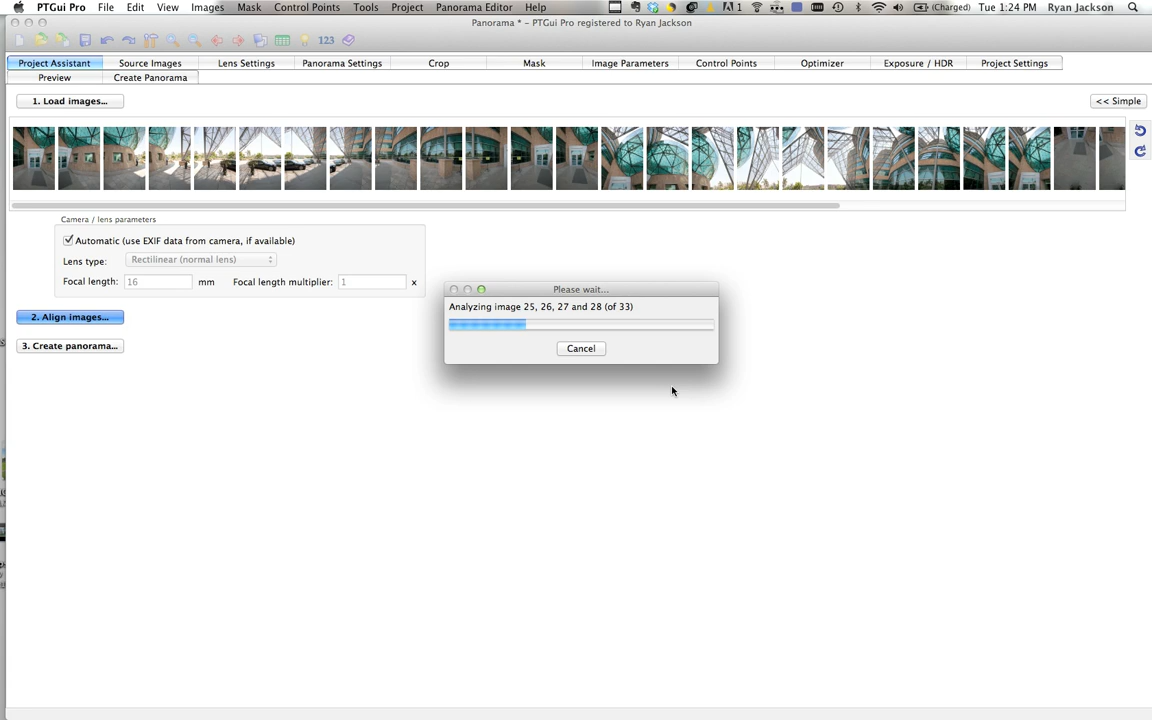 PTGui Pro File Edit View Images Mask Control Points Tools Project Panorama Editor Help 1 (Charged) Tue 1:24 PM Ryan Jackson
Panorama * – PTGui Pro registered to Ryan Jackson
123
Project Assistant Source Images Lens Settings Panorama Settings Crop Mask Image Parameters Control Points Optimizer Exposure / HDR Project Settings
Preview Create Panorama
1. Load images... << Simple
Camera / lens parameters
Automatic (use EXIF data from camera, if available)
Lens type: Rectilinear (normal lens)
Focal length: 16 mm Focal length multiplier: 1 x
Please wait...
Analyzing image 25, 26, 27 and 28 (of 33)
Cancel
2. Align images...
3. Create panorama...